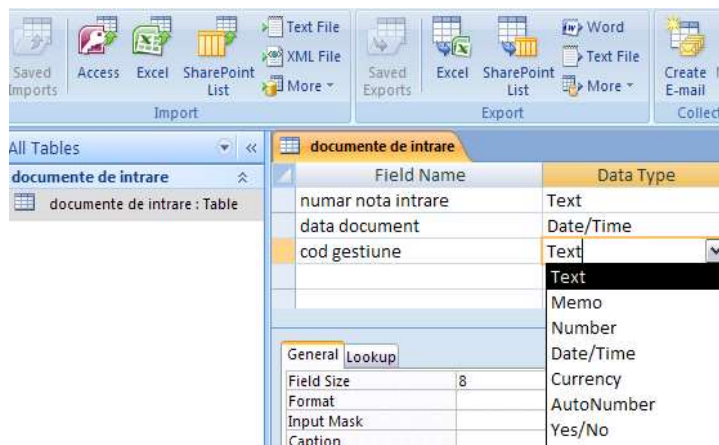 Text File
XML File
More
Word
Text File
More
Saved Imports
Access
Excel
SharePoint List
Saved Exports
Excel
SharePoint List
Create E-mail
Import
Export
Collect
All Tables
documente de intrare
documente de intrare : Table
documente de intrare
Field Name Data Type
numar nota intrare Text
data document Date/Time
cod gestiune Text
Text
Memo
Number
Date/Time
Currency
AutoNumber
Yes/No
General Lookup
Field Size 8
Format
Input Mask
Caption